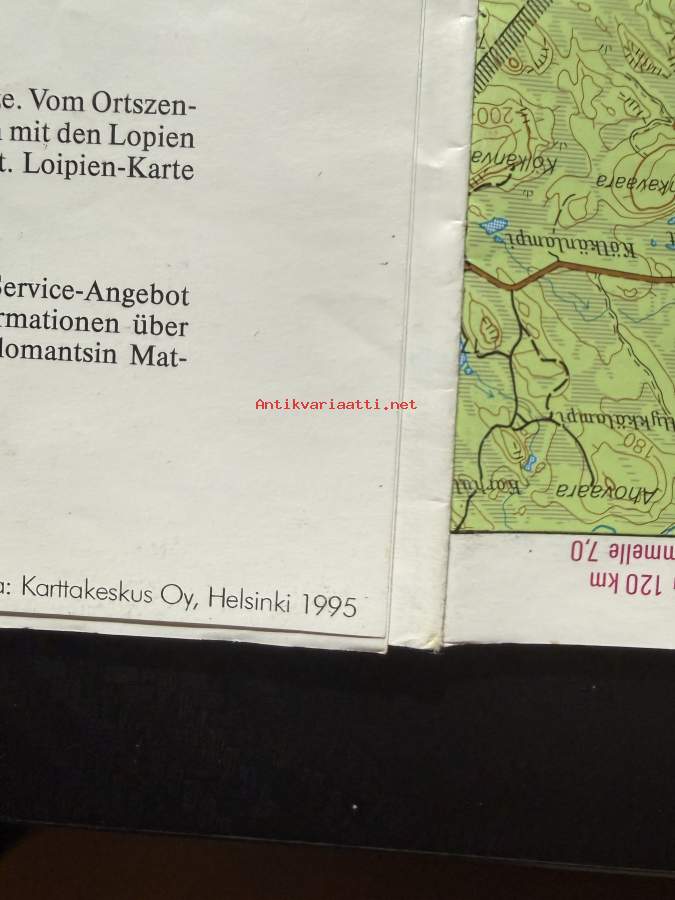 e. Vom Ortszen-
mit den Lopien
t. Loipien-Karte
Service-Angebot
rmationen über
lomantsin Mat-
a: Karttakeskus Oy, Helsinki 1995
Antikvariaatti.net
200
Kolkänlampi
180
Ahovaara
mmelle 7,0
120 km